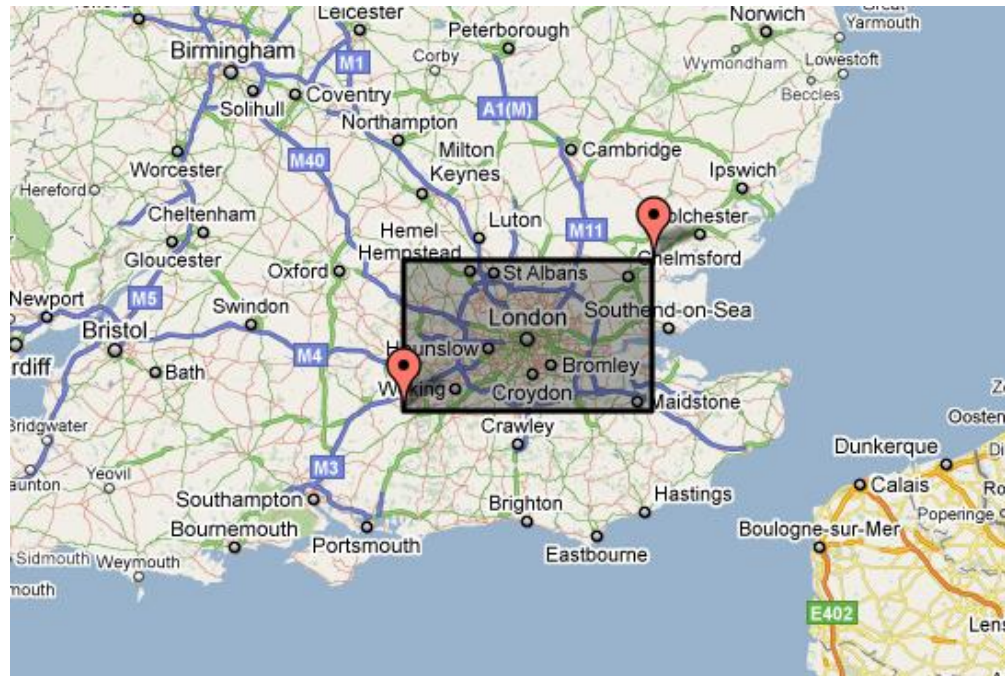 Leicester
Norwich
Great
Yarmouth
Peterborough
Birmingham
M1
Corby
Wymondham
Lowestoft
Beccles
Solihull
Coventry
A1(M)
Northampton
Worcester
M40
Milton
Keynes
Cambridge
Ipswich
Hereford
Cheltenham
Gloucester
Luton
M11
olchester
Hemel
Hempstead
Chelmsford
Oxford
St Albans
Newport
M5
Swindon
Southend-on-Sea
London
Bristol
M4
Hounslow
rdiff
Bath
Bromley
Woking
Croydon
Maidstone
Crawley
Bridgwater
Oosten
Dunkerque
M3
Yeovil
aunton
Calais
Southampton
Hastings
Brighton
Poperinge
Bournemouth
Portsmouth
Boulogne-sur-Mer
Eastbourne
Sidmouth
Weymouth
mouth
E402
Lens